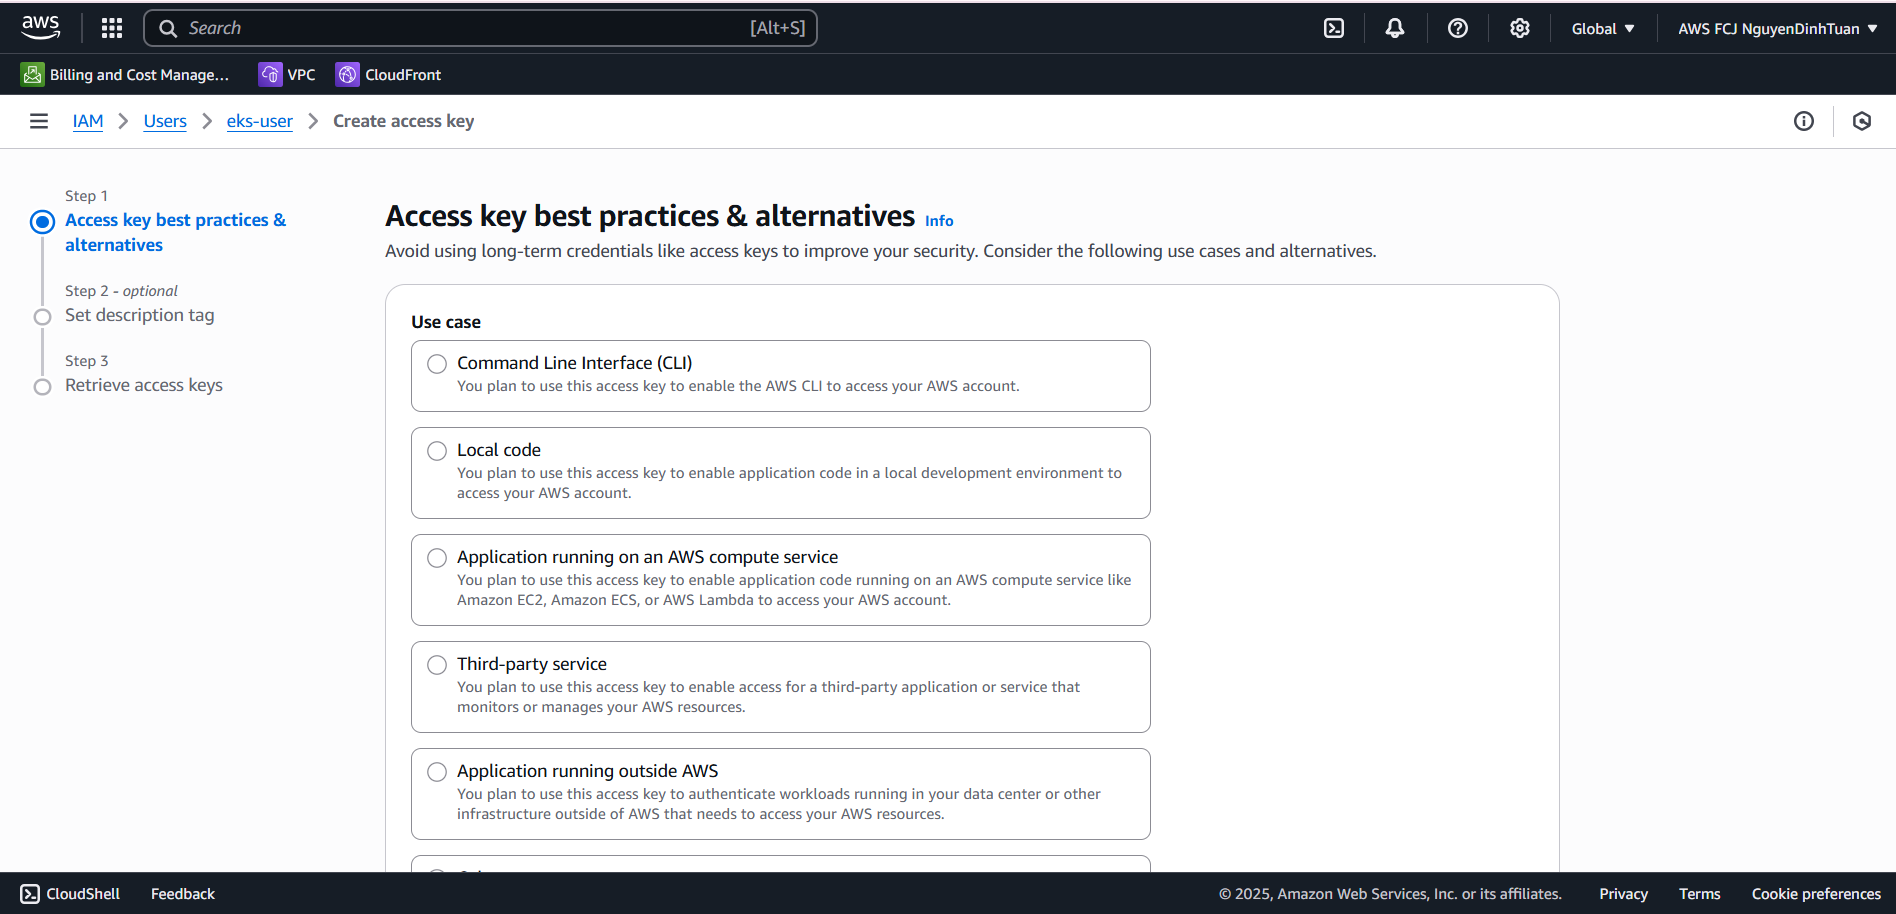 aws
Search [Alt+S]
Global
AWS FCJ NguyenDinhTuan
Billing and Cost Manage...
VPC
CloudFront
IAM
Users
eks-user
Create access key
Step 1
Access key best practices &
alternatives
Step 2 - optional
Set description tag
Step 3
Retrieve access keys
Access key best practices & alternatives Info
Avoid using long-term credentials like access keys to improve your security. Consider the following use cases and alternatives.
Use case
Command Line Interface (CLI)
You plan to use this access key to enable the AWS CLI to access your AWS account.
Local code
You plan to use this access key to enable application code in a local development environment to
access your AWS account.
Application running on an AWS compute service
You plan to use this access key to enable application code running on an AWS compute service like
Amazon EC2, Amazon ECS, or AWS Lambda to access your AWS account.
Third-party service
You plan to use this access key to enable access for a third-party application or service that
monitors or manages your AWS resources.
Application running outside AWS
You plan to use this access key to authenticate workloads running in your data center or other
infrastructure outside of AWS that needs to access your AWS resources.
CloudShell
Feedback
© 2025, Amazon Web Services, Inc. or its affiliates.
Privacy
Terms
Cookie preferences